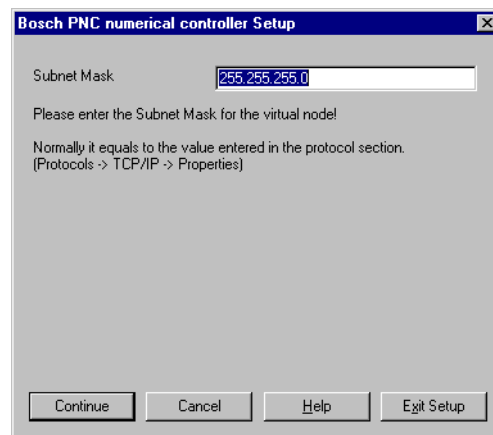 Bosch PNC numerical controller Setup
Subnet Mask 255.255.255.0
Please enter the Subnet Mask for the virtual node!
Normally it equals to the value entered in the protocol section.
(Protocols -> TCP/IP -> Properties)
Continue Cancel Help Exit Setup